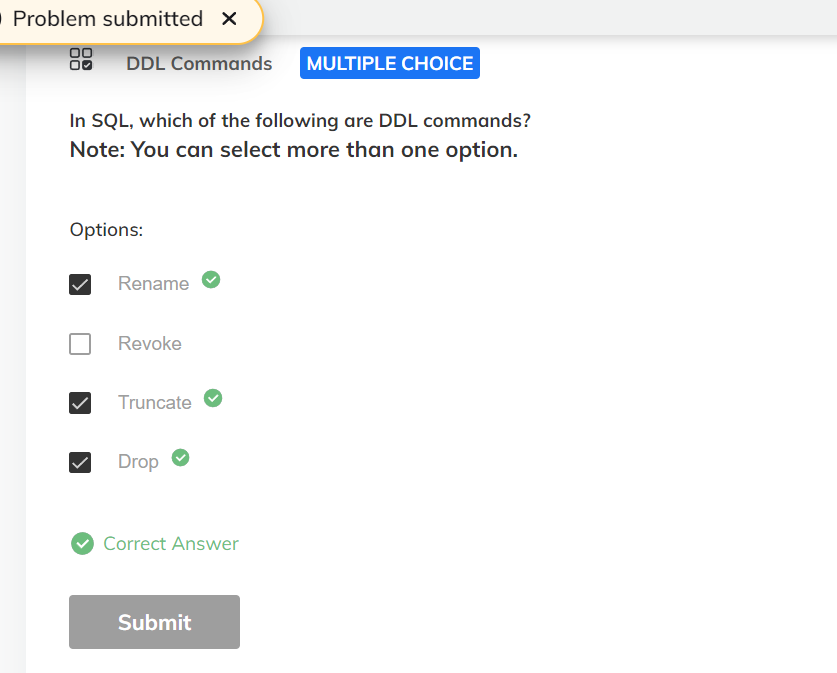 Problem submitted ✕
DDL Commands MULTIPLE CHOICE
In SQL, which of the following are DDL commands?
Note: You can select more than one option.
Options:
Rename
Revoke
Truncate
Drop
Correct Answer
Submit